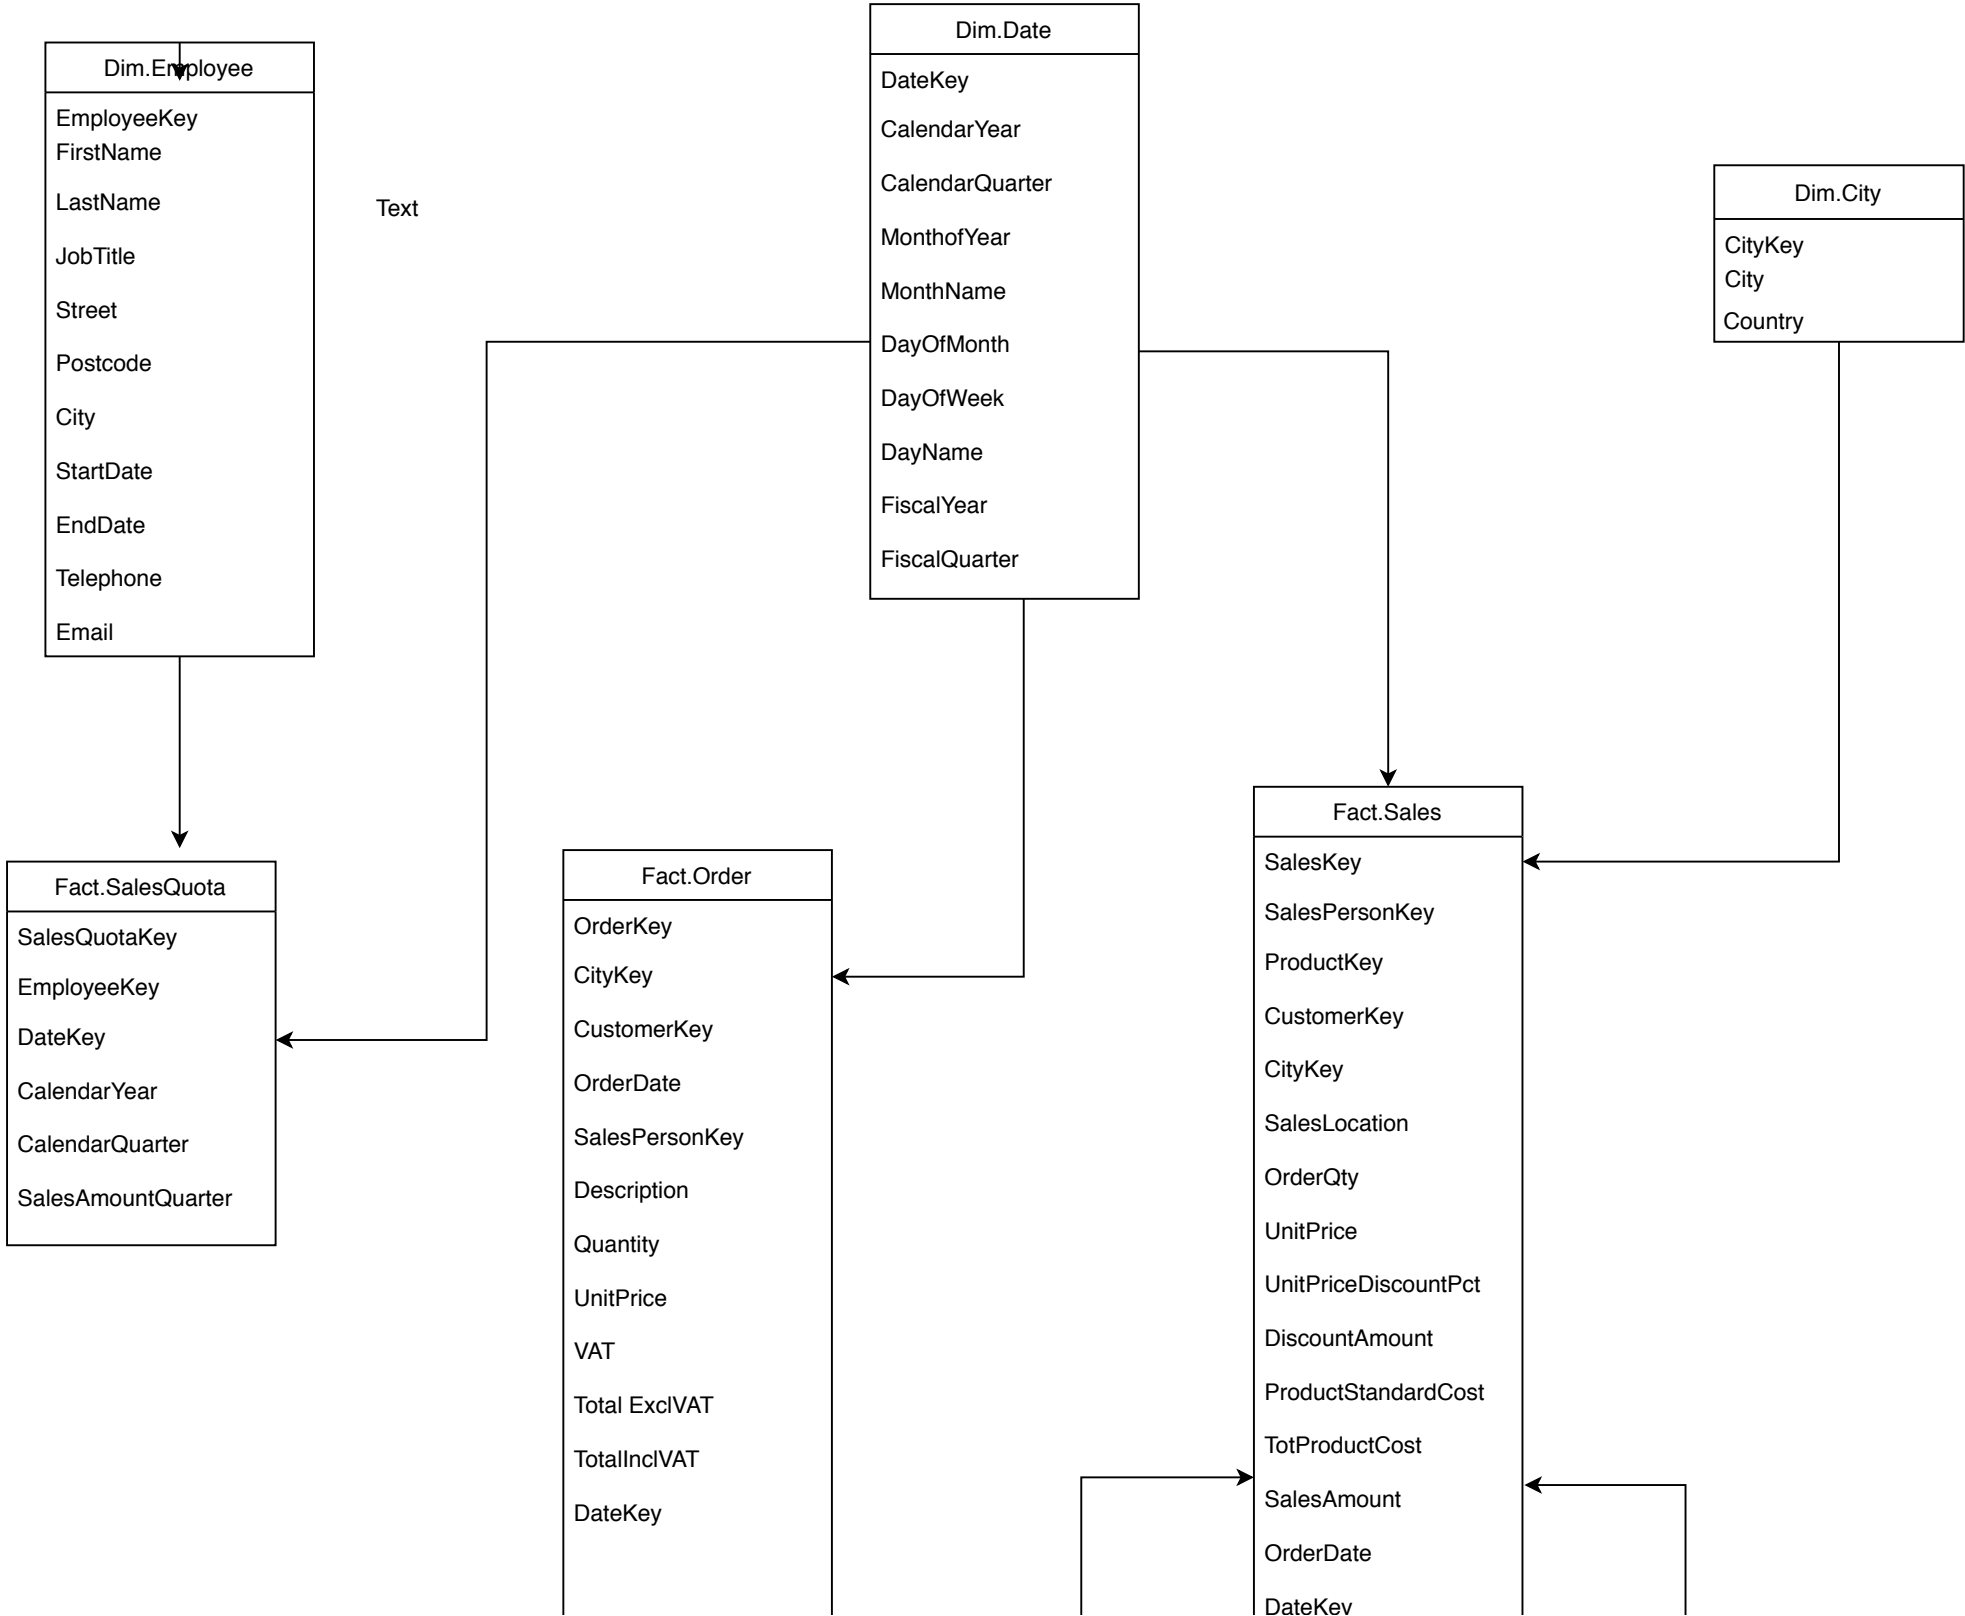 Dim.Employee
EmployeeKey
FirstName
LastName
JobTitle
Street
Postcode
City
StartDate
EndDate
Telephone
Email
Text
Dim.Date
DateKey
CalendarYear
CalendarQuarter
MonthofYear
MonthName
DayOfMonth
DayOfWeek
DayName
FiscalYear
FiscalQuarter
Dim.City
CityKey
City
Country
Fact.SalesQuota
SalesQuotaKey
EmployeeKey
DateKey
CalendarYear
CalendarQuarter
SalesAmountQuarter
Fact.Order
OrderKey
CityKey
CustomerKey
OrderDate
SalesPersonKey
Description
Quantity
UnitPrice
VAT
Total ExclVAT
TotalInclVAT
DateKey
Fact.Sales
SalesKey
SalesPersonKey
ProductKey
CustomerKey
CityKey
SalesLocation
OrderQty
UnitPrice
UnitPriceDiscountPct
DiscountAmount
ProductStandardCost
TotProductCost
SalesAmount
OrderDate
DateKey